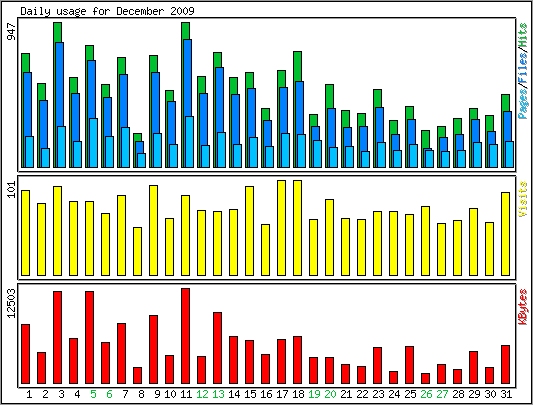 Daily usage for December 2009
947
Pages/Files/Hits
101
Visits
12503
KBytes
1 2 3 4 5 6 7 8 9 10 11 12 13 14 15 16 17 18 19 20 21 22 23 24 25 26 27 28 29 30 31